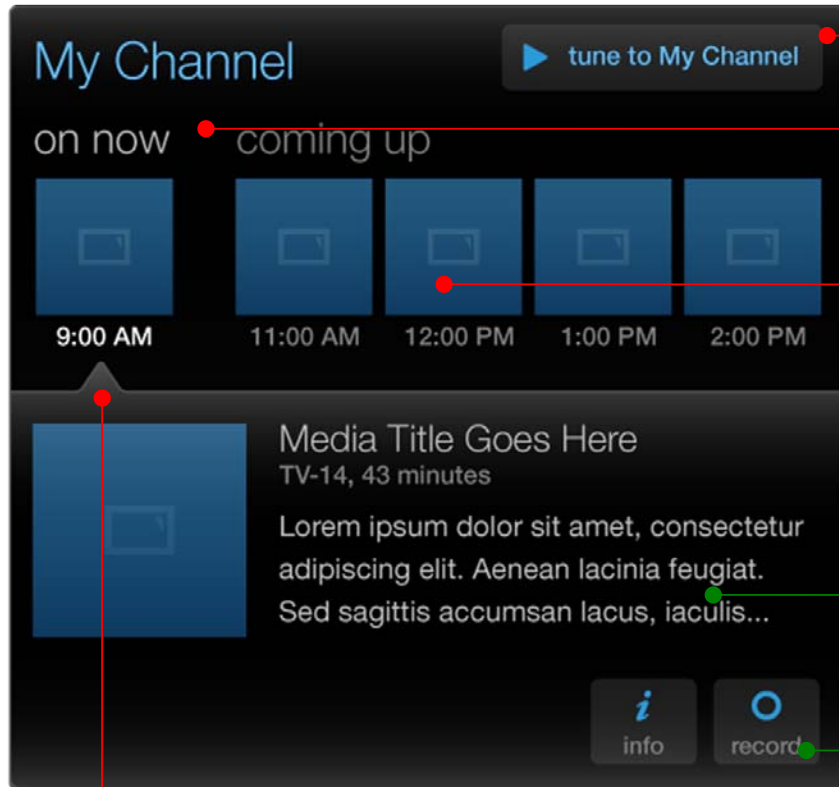 My Channel
tune to My Channel
on now
coming up
9:00 AM
11:00 AM
12:00 PM
1:00 PM
2:00 PM
Media Title Goes Here
TV-14, 43 minutes
Lorem ipsum dolor sit amet, consectetur
adipiscing elit. Aenean lacinia feugiat.
Sed sagittis accumsan lacus, iaculis...
info
record